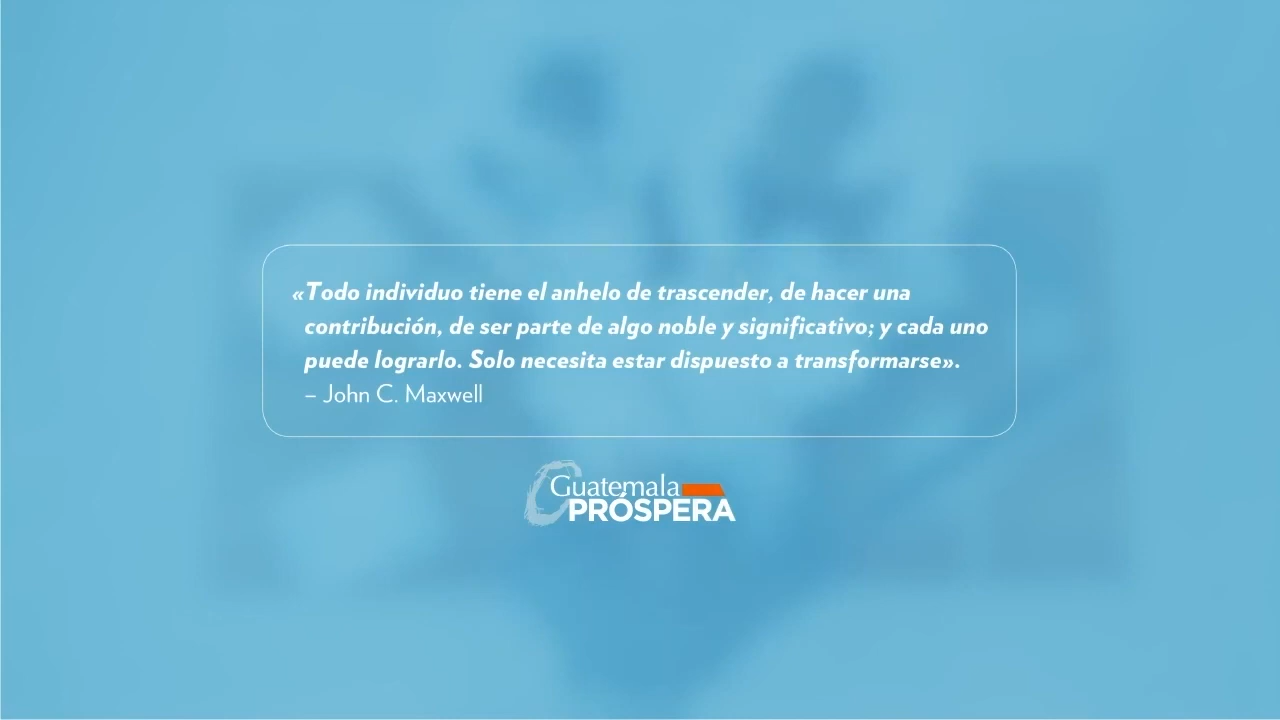 «Todo individuo tiene el anhelo de trascender, de hacer una
contribución, de ser parte de algo noble y significativo; y cada uno
puede lograrlo. Solo necesita estar dispuesto a transformarse».
– John C. Maxwell
Guatemala
PRÓSPERA